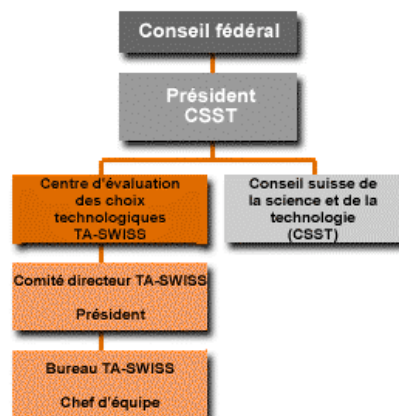 Conseil fédéral
Président
CSST
Centre d'évaluation
des choix
technologiques
TA-SWISS
Conseil suisse de
la science et de la
technologie
(CSST)
Comité directeur TA-SWISS
Président
Bureau TA-SWISS
Chef d'équipe